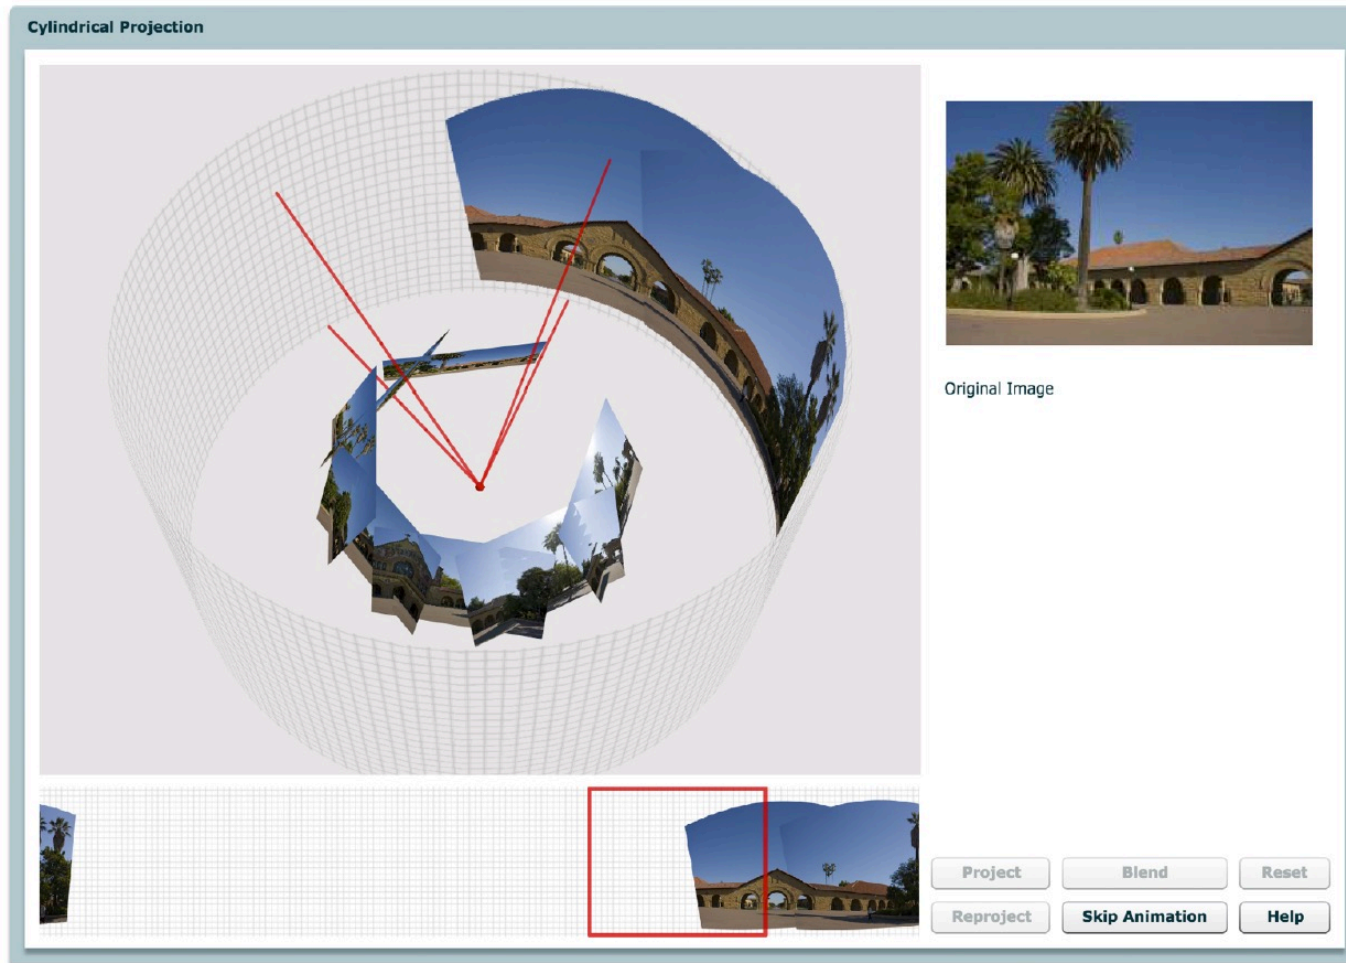 Cylindrical Projection
Original Image
Project Blend Reset
Reproject Skip Animation Help